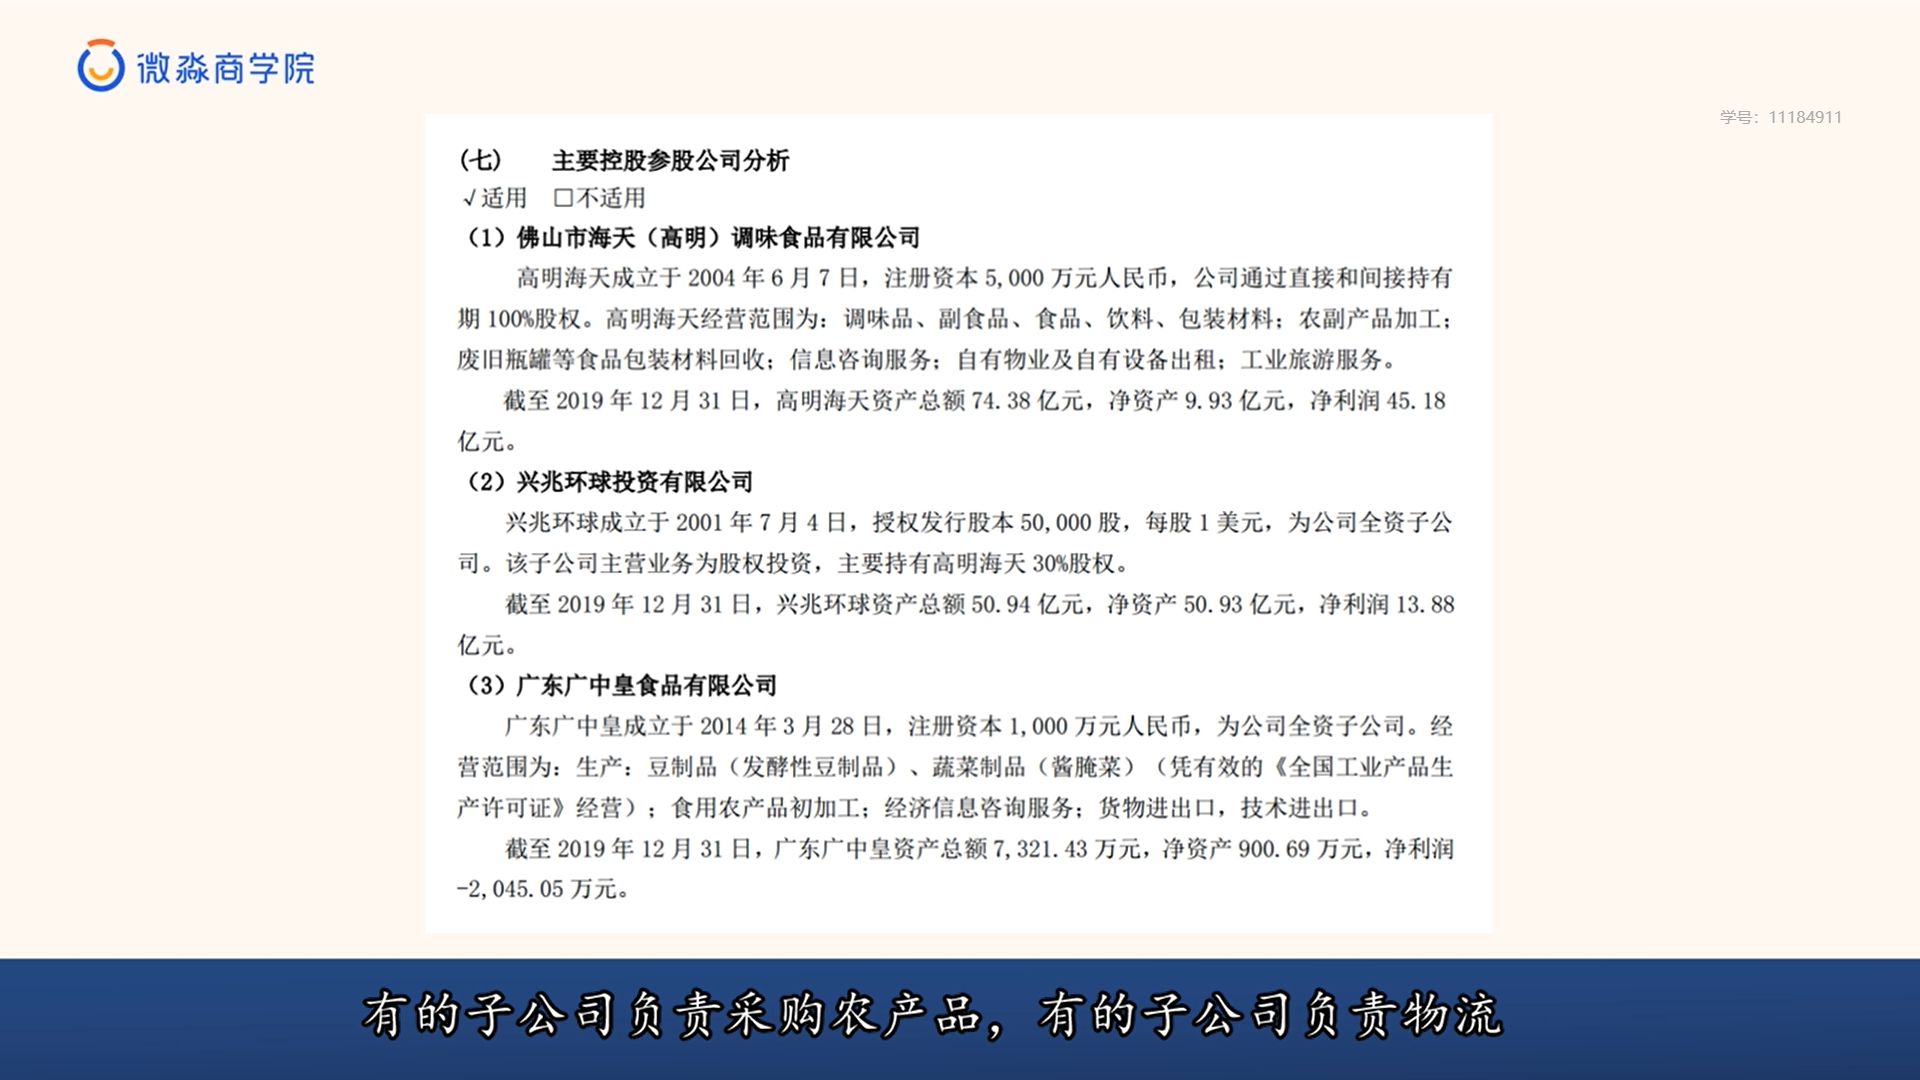 微淼商学院
学号：11184911
(七) 主要控股参股公司分析
√适用 □不适用
（1）佛山市海天（高明）调味食品有限公司
高明海天成立于 2004 年 6 月 7 日，注册资本 5,000 万元人民币，公司通过直接和间接持有
期 100%股权。高明海天经营范围为：调味品、副食品、食品、饮料、包装材料；农副产品加工；
废旧瓶罐等食品包装材料回收；信息咨询服务；自有物业及自有设备出租；工业旅游服务。
截至 2019 年 12 月 31 日，高明海天资产总额 74.38 亿元，净资产 9.93 亿元，净利润 45.18
亿元。
（2）兴兆环球投资有限公司
兴兆环球成立于 2001 年 7 月 4 日，授权发行股本 50,000 股，每股 1 美元，为公司全资子公
司。该子公司主营业务为股权投资，主要持有高明海天 30%股权。
截至 2019 年 12 月 31 日，兴兆环球资产总额 50.94 亿元，净资产 50.93 亿元，净利润 13.88
亿元。
（3）广东广中皇食品有限公司
广东广中皇成立于 2014 年 3 月 28 日，注册资本 1,000 万元人民币，为公司全资子公司。经
营范围为：生产：豆制品（发酵性豆制品）、蔬菜制品（酱腌菜）（凭有效的《全国工业产品生
产许可证》经营）；食用农产品初加工；经济信息咨询服务；货物进出口，技术进出口。
截至 2019 年 12 月 31 日，广东广中皇资产总额 7,321.43 万元，净资产 900.69 万元，净利润
-2,045.05 万元。
有的子公司负责采购农产品，有的子公司负责物流